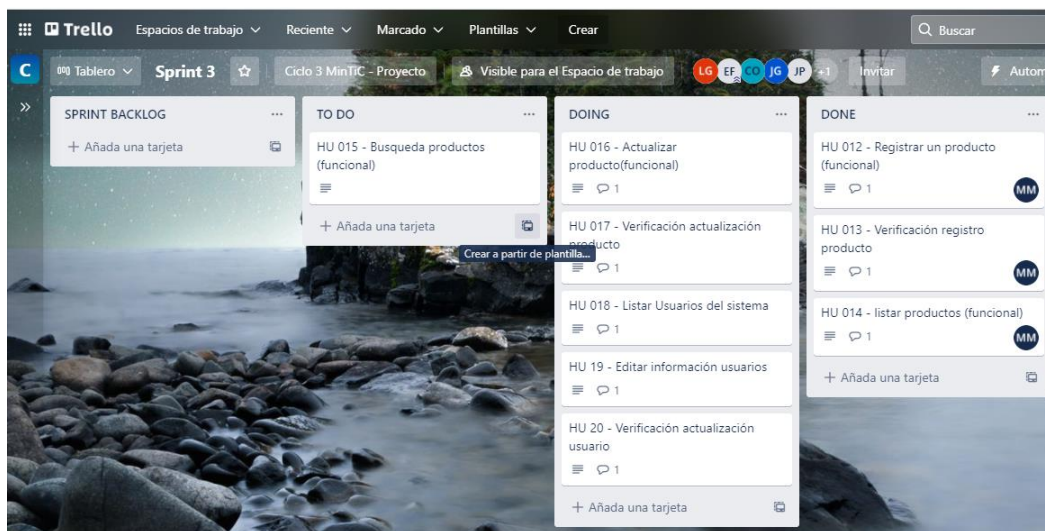 Trello
Espacios de trabajo
Reciente
Marcado
Plantillas
Crear
Buscar
C
Tablero
Sprint 3
Ciclo 3 MinTiC - Proyecto
Visible para el Espacio de trabajo
LG
EF
CO
JG
JP
+1
Invitar
Autom
SPRINT BACKLOG
+ Añada una tarjeta
TO DO
HU 015 - Busqueda productos
(funcional)
+ Añada una tarjeta
Crear a partir de plantilla...
DOING
HU 016 - Actualizar
producto(funcional)
1
HU 017 - Verificación actualización
producto
1
HU 018 - Listar Usuarios del sistema
1
HU 19 - Editar información usuarios
1
HU 20 - Verificación actualización
usuario
1
+ Añada una tarjeta
DONE
HU 012 - Registrar un producto
(funcional)
1
MM
HU 013 - Verificación registro
producto
1
MM
HU 014 - listar productos (funcional)
1
MM
+ Añada una tarjeta